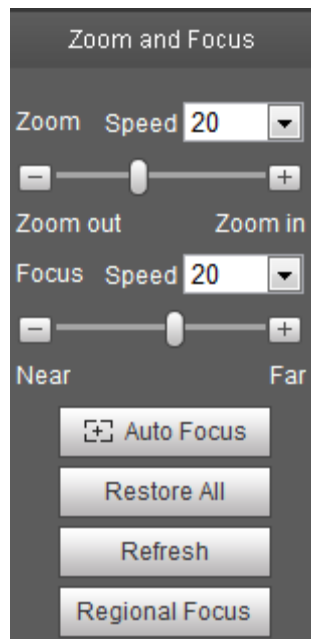 Zoom and Focus
Zoom Speed 20
Zoom out Zoom in
Focus Speed 20
Near Far
Auto Focus
Restore All
Refresh
Regional Focus